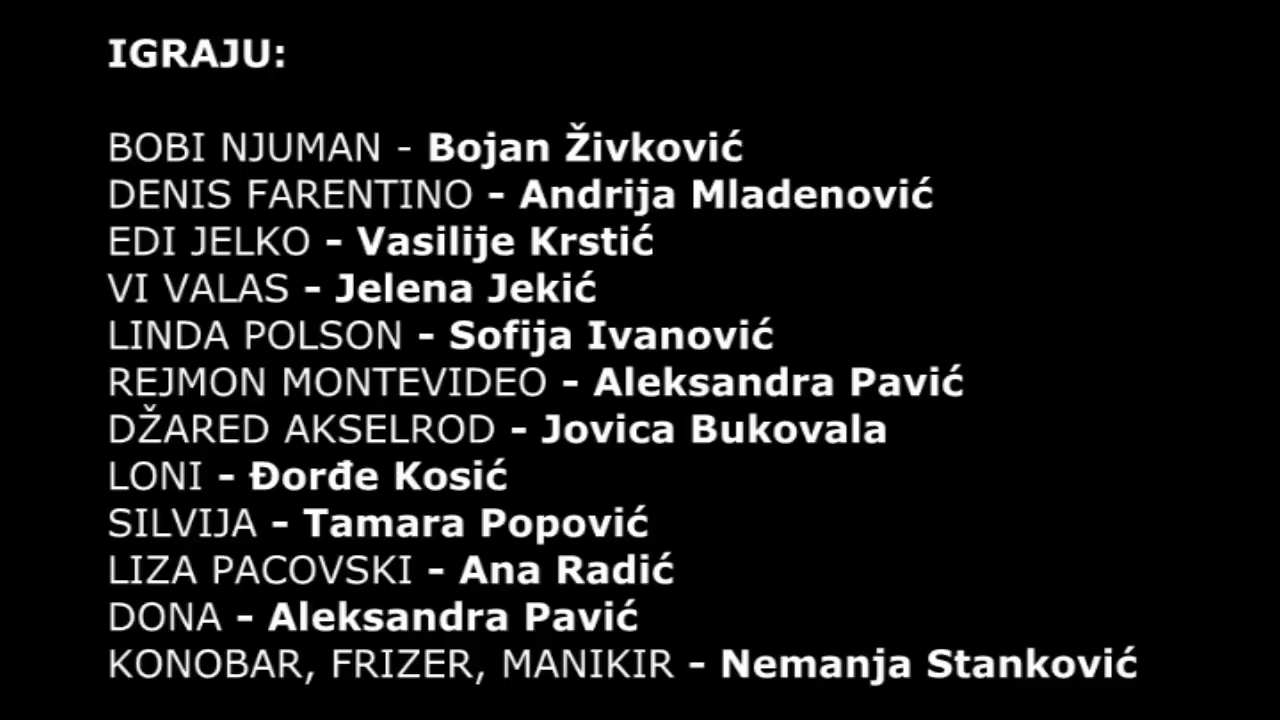 IGRAJU:
BOBI NJUMAN - Bojan Živković
DENIS FARENTINO - Andrija Mladenović
EDI JELKO - Vasilije Krstić
VI VALAS - Jelena Jekić
LINDA POLSON - Sofija Ivanović
REJMON MONTEVIDEO - Aleksandra Pavić
DŽARED AKSELROD - Jovica Bukovala
LONI - Đorđe Kosić
SILVIJA - Tamara Popović
LIZA PACOVSKI - Ana Radić
DONA - Aleksandra Pavić
KONOBAR, FRIZER, MANIKIR - Nemanja Stanković